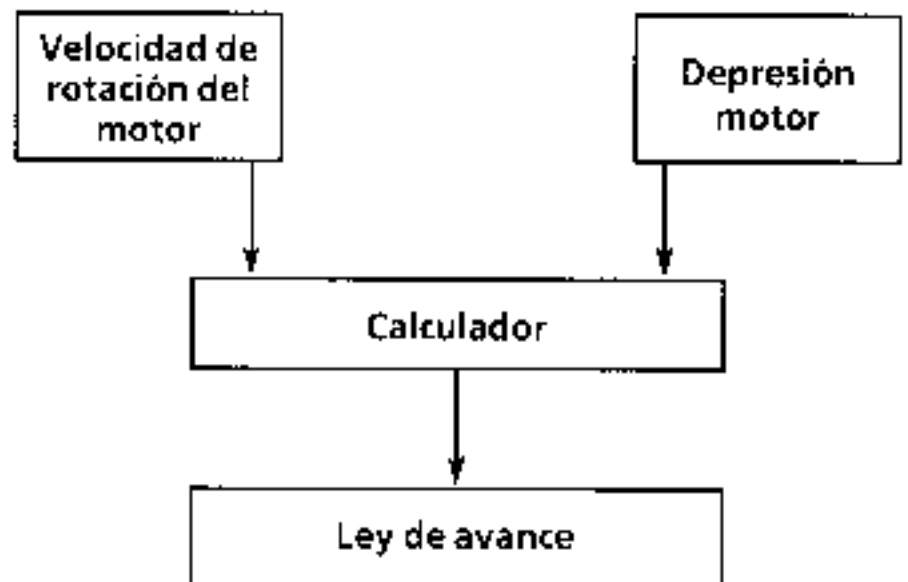 Velocidad de
rotación del
motor
Depresión
motor
Calculador
Ley de avance